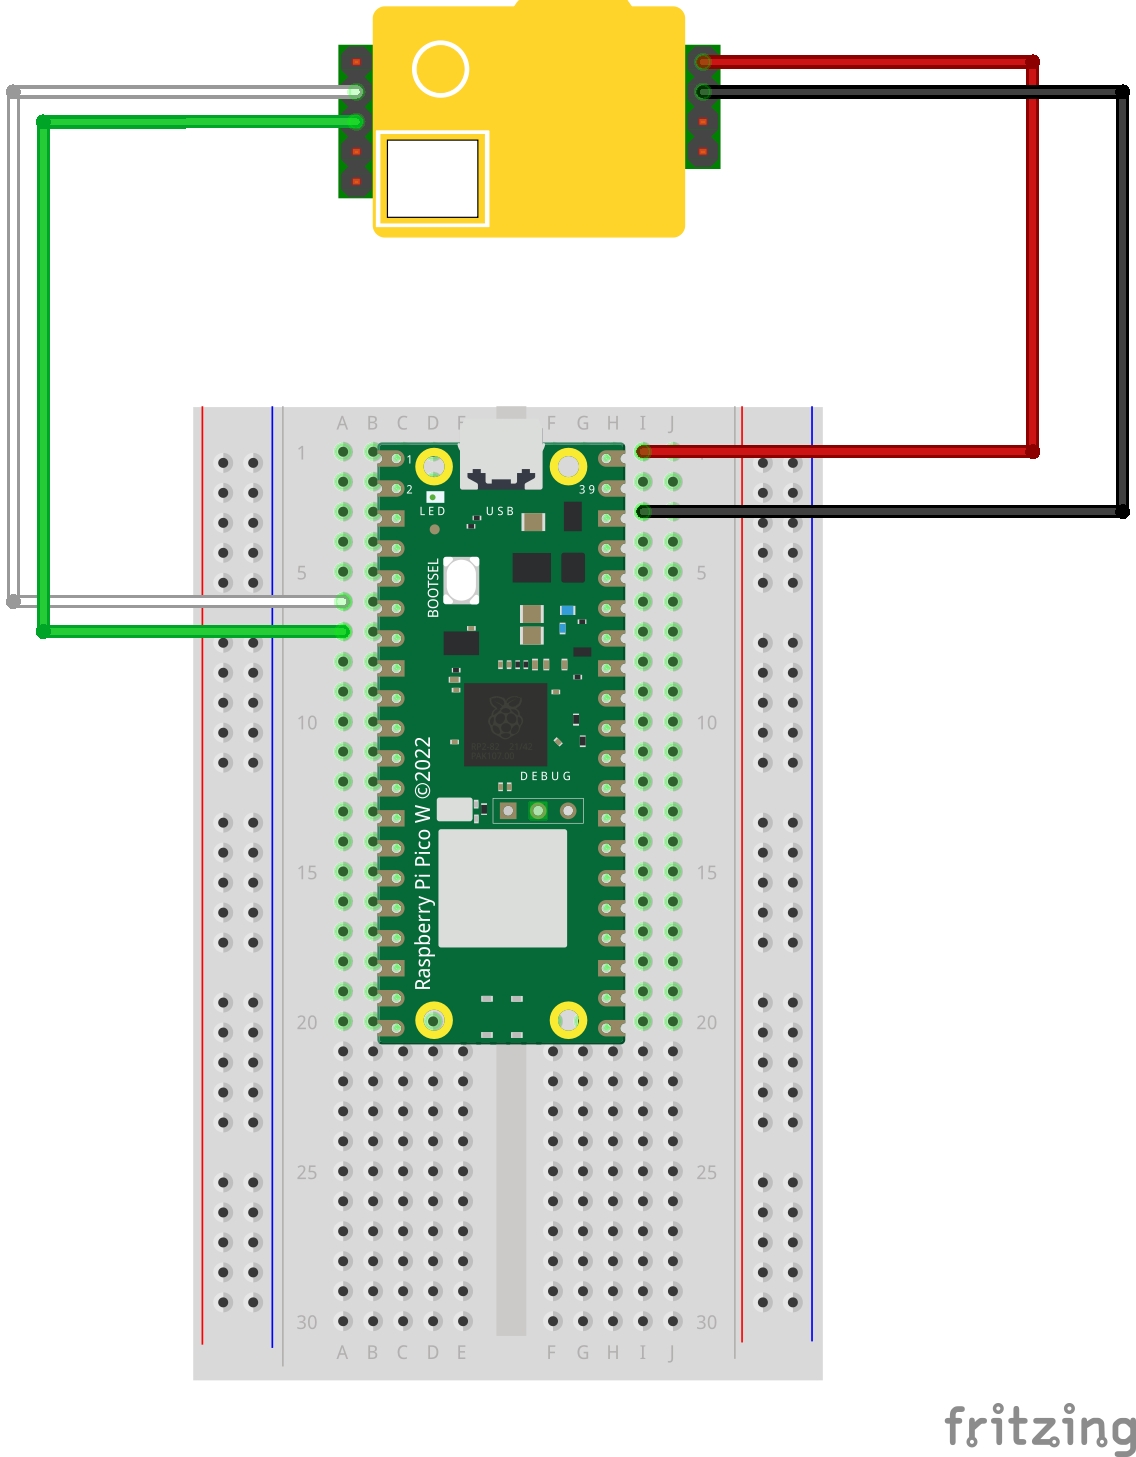 A B C D E F G H I J
1 1
1
2 39
LED USB
5 5
BOOTSEL
10 10
DEBUG
Raspberry Pi Pico W ©2022
15 15
20 20
25 25
30 30
A B C D E F G H I J
fritzing